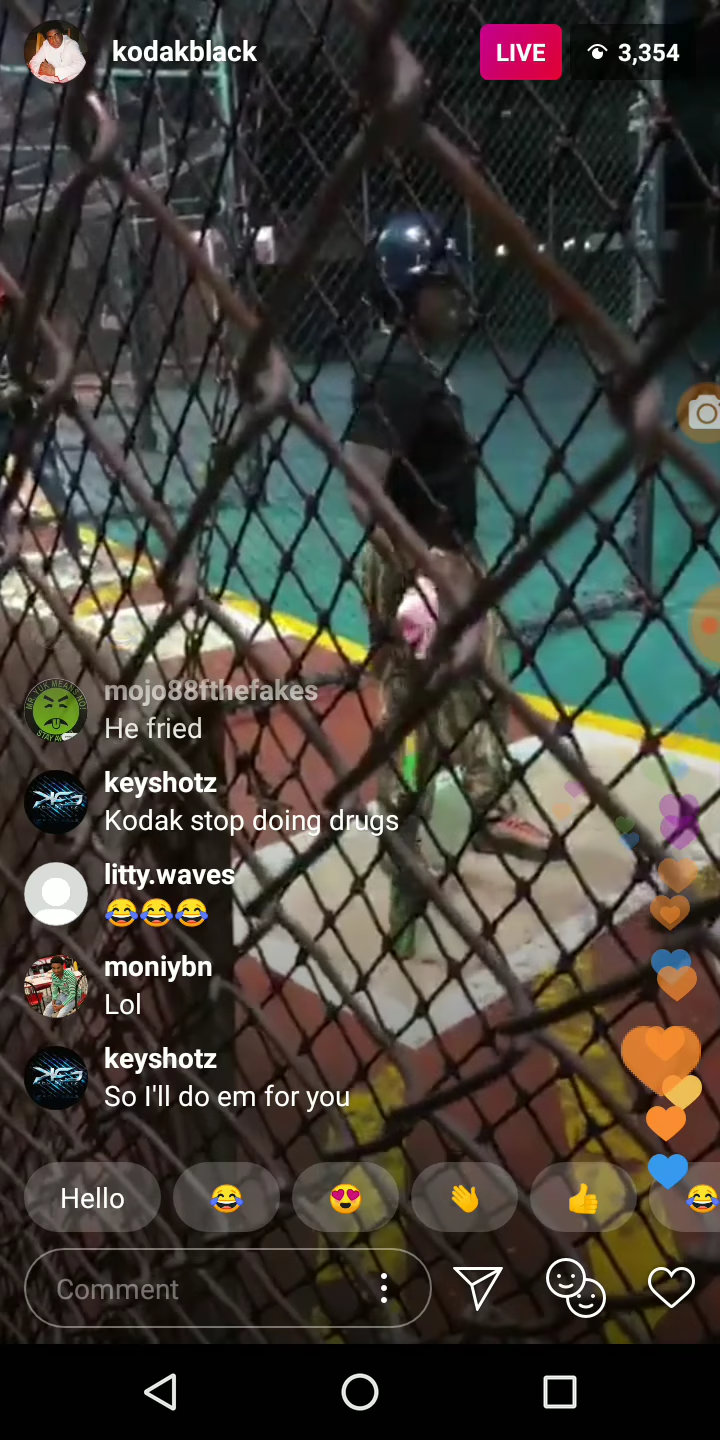 kodakblack
LIVE
3,354
mojo88fthefakes
He fried
keyshotz
Kodak stop doing drugs
litty.waves
😂😂😂
moniybn
Lol
keyshotz
So I'll do em for you
Hello 😂 😍 👋 👍 😂
Comment